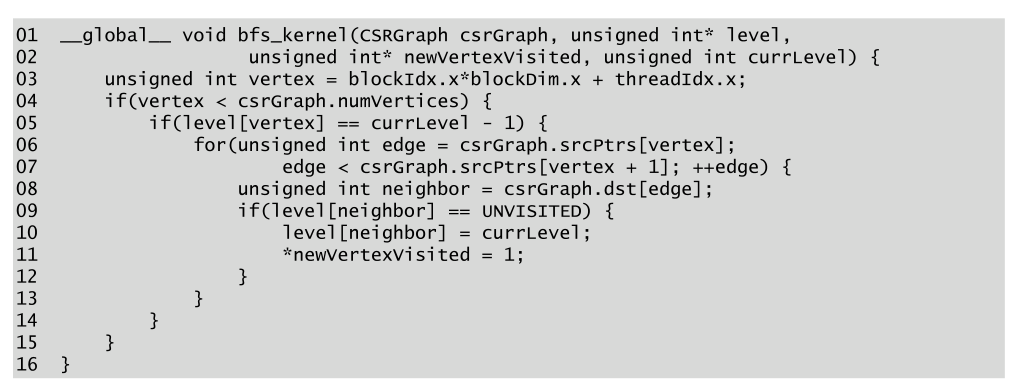 01  __global__ void bfs_kernel(CSRGraph csrGraph, unsigned int* level,
02                  unsigned int* newVertexVisited, unsigned int currLevel) {
03      unsigned int vertex = blockIdx.x*blockDim.x + threadIdx.x;
04      if(vertex < csrGraph.numVertices) {
05          if(level[vertex] == currLevel - 1) {
06              for(unsigned int edge = csrGraph.srcPtrs[vertex];
07                      edge < csrGraph.srcPtrs[vertex + 1]; ++edge) {
08                  unsigned int neighbor = csrGraph.dst[edge];
09                  if(level[neighbor] == UNVISITED) {
10                      level[neighbor] = currLevel;
11                      *newVertexVisited = 1;
12                  }
13              }
14          }
15      }
16  }